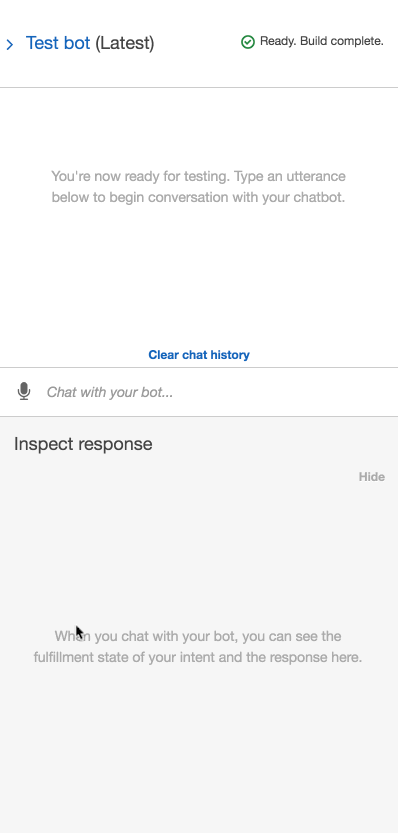 Test bot (Latest)
Ready. Build complete.
You're now ready for testing. Type an utterance
below to begin conversation with your chatbot.
Clear chat history
Chat with your bot...
Inspect response
Hide
When you chat with your bot, you can see the
fulfillment state of your intent and the response here.